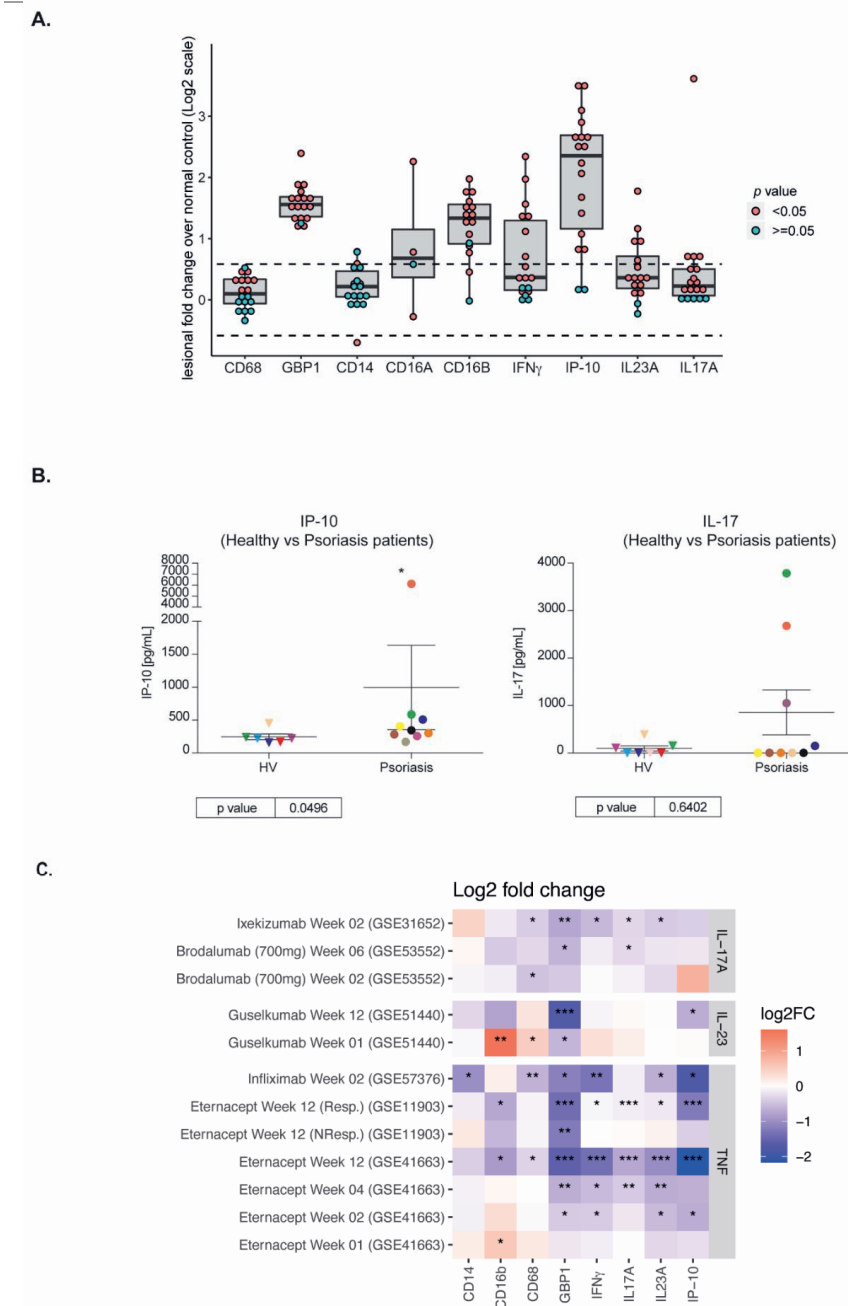 A.
lesional fold change over normal control (Log2 scale)
3
2
1
0
CD68 GBP1 CD14 CD16A CD16B IFNγ IP-10 IL23A IL17A
p value
<0.05
>=0.05
B.
IP-10
(Healthy vs Psoriasis patients)
IP-10 [pg/mL]
8000
7000
6000
5000
4000
2000
1500
1000
500
0
*
HV Psoriasis
p value 0.0496
IL-17
(Healthy vs Psoriasis patients)
IL-17 [pg/mL]
4000
3000
2000
1000
0
HV Psoriasis
p value 0.6402
C.
Log2 fold change
Ixekizumab Week 02 (GSE31652) * ** * * *
Brodalumab (700mg) Week 06 (GSE53552) * *
Brodalumab (700mg) Week 02 (GSE53552) *
IL-17A
Guselkumab Week 12 (GSE51440) *** *
Guselkumab Week 01 (GSE51440) ** * *
IL-23
Infliximab Week 02 (GSE57376) * ** * ** * *
Eternacept Week 12 (Resp.) (GSE11903) * *** * *** * ***
Eternacept Week 12 (NResp.) (GSE11903) **
Eternacept Week 12 (GSE41663) * * *** *** *** *** ***
Eternacept Week 04 (GSE41663) ** * ** **
Eternacept Week 02 (GSE41663) * * * *
Eternacept Week 01 (GSE41663) *
TNF
CD14 CD16b CD68 GBP1 IFNγ IL17A IL23A IP-10
log2FC
1
0
−1
−2